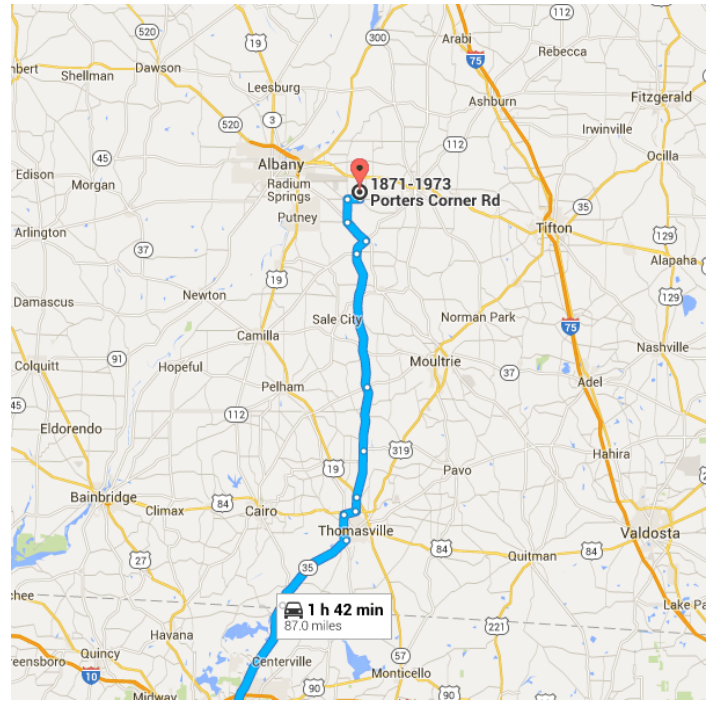 520
19
300
Arabi
112
Rebecca
Shellman
Dawson
75
Leesburg
Ashburn
Fitzgerald
3
520
112
Irwinville
45
Albany
Ocilla
Edison
Morgan
Radium
Springs
1871-1973
Porters Corner Rd
35
Putney
Arlington
Tifton
129
37
Alapaha
19
129
Damascus
Newton
Sale City
Norman Park
75
Camilla
Nashville
91
Moultrie
Colquitt
Hopeful
37
Adel
Pelham
45
112
Eldorendo
319
Hahira
19
Pavo
Bainbridge
84
Climax
Cairo
Thomasville
Valdosta
84
84
27
35
Quitman
1 h 42 min
87.0 miles
Lake Pa
221
Havana
Quincy
57
Centerville
Monticello
10
90
90
Midway